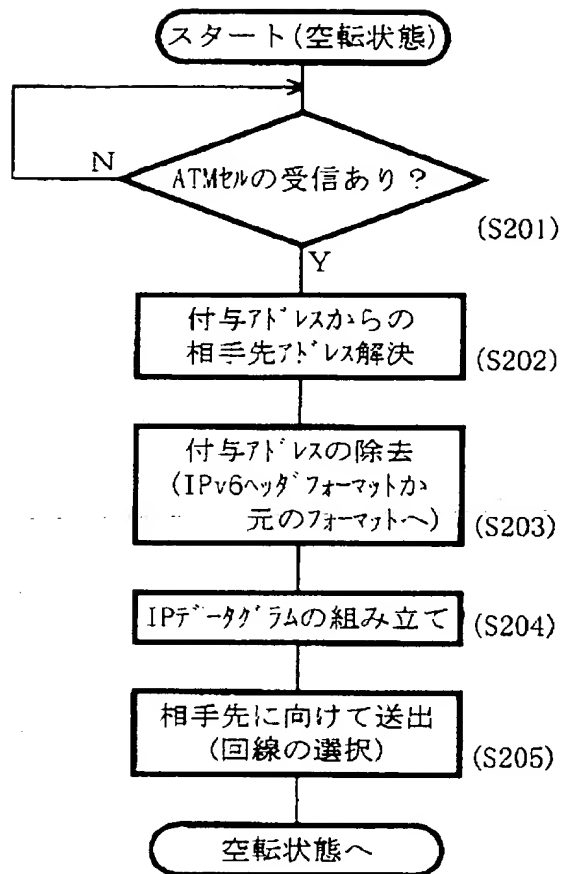 スタート(空転状態)
N
ATMセルの受信あり?
(S201)
Y
付与アドレスからの
相手先アドレス解決
(S202)
付与アドレスの除去
(IPv6ヘッダフォーマットか
元のフォーマットへ)
(S203)
IPデータグラムの組み立て
(S204)
相手先に向けて送出
(回線の選択)
(S205)
空転状態へ